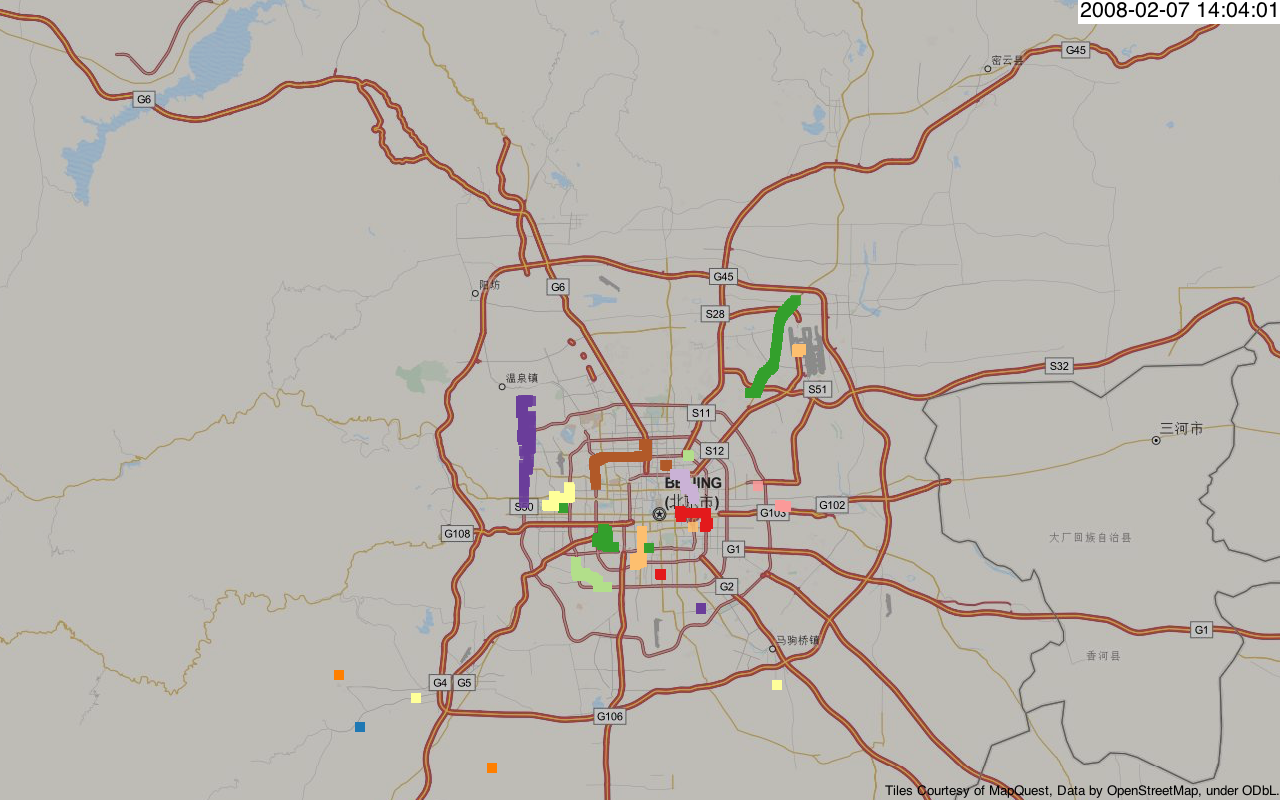 2008-02-07 14:04:01
G45
密云县
G6
G45
G6
阳坊
S28
温泉镇
S32
S51
S11
三河市
S12
BEIJING
(北京市)
S50
G103
G102
G108
大厂回族自治县
G1
G2
G1
马驹桥镇
香河县
G4
G5
G106
Tiles Courtesy of MapQuest, Data by OpenStreetMap, under ODbL.